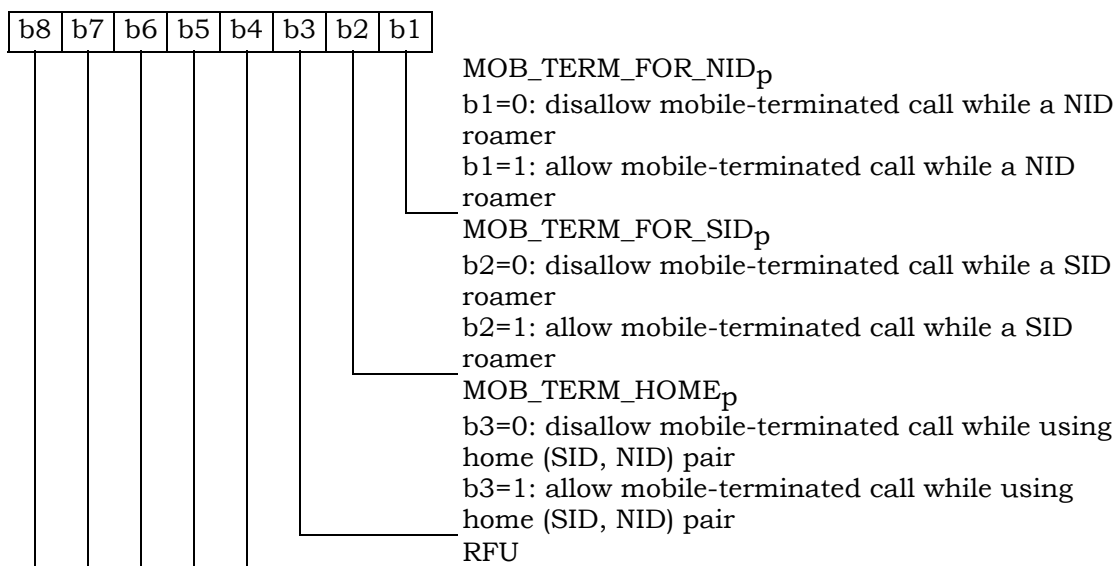 b8 b7 b6 b5 b4 b3 b2 b1
MOB_TERM_FOR_NIDp
b1=0: disallow mobile-terminated call while a NID
roamer
b1=1: allow mobile-terminated call while a NID
roamer
MOB_TERM_FOR_SIDp
b2=0: disallow mobile-terminated call while a SID
roamer
b2=1: allow mobile-terminated call while a SID
roamer
MOB_TERM_HOMEp
b3=0: disallow mobile-terminated call while using
home (SID, NID) pair
b3=1: allow mobile-terminated call while using
home (SID, NID) pair
RFU